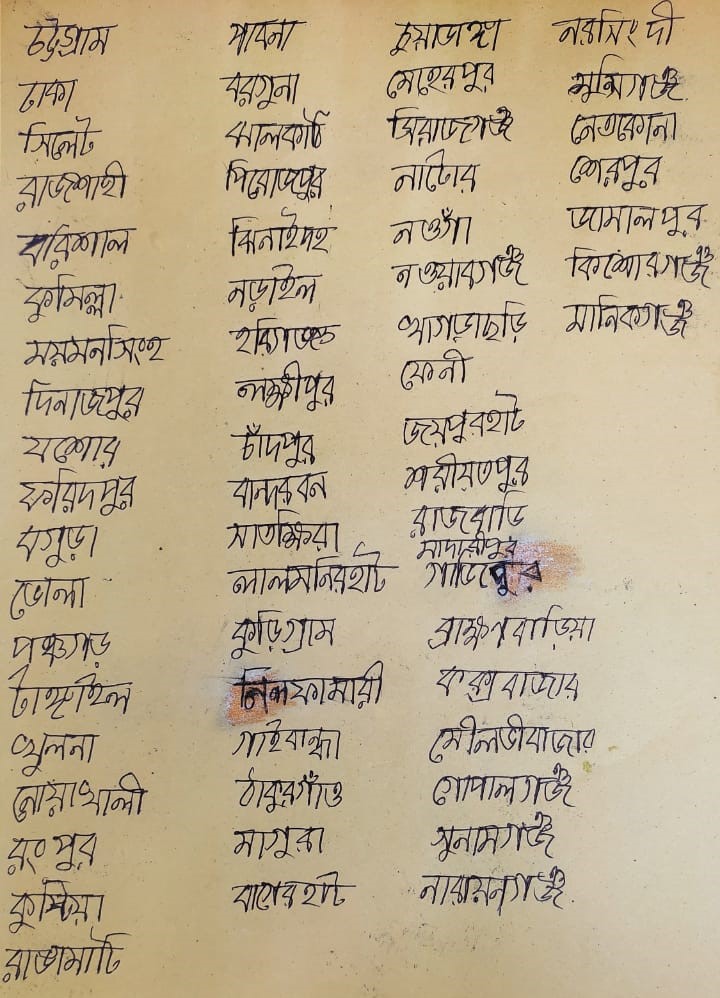 চট্টগ্রাম
ঢাকা
সিলেট
রাজশাহী
বরিশাল
কুমিল্লা
ময়মনসিংহ
দিনাজপুর
যশোর
ফরিদপুর
বগুড়া
ভোলা
পঞ্চগড়
টাঙ্গাইল
খুলনা
নোয়াখালী
রংপুর
কুষ্টিয়া
রাঙামাটি
পাবনা
বরগুনা
ঝালকাঠি
পিরোজপুর
ঝিনাইদহ
নড়াইল
হবিগঞ্জ
লক্ষীপুর
চাঁদপুর
বান্দরবন
সাতক্ষিরা
লালমনিরহাট
কুড়িগ্রাম
নিলফামারী
গাইবান্ধা
ঠাকুরগাঁও
মাগুরা
বাগেরহাট
চুয়াডাঙ্গা
মেহেরপুর
সিরাজগঞ্জ
নাটোর
নওগাঁ
নওয়াবগঞ্জ
খাগড়াছড়ি
ফেনী
জয়পুরহাট
শরীয়তপুর
রাজবাড়ি
মাদারীপুর
গাজিপুর
ব্রাহ্মণবাড়িয়া
কক্সবাজার
মৌলভীবাজার
গোপালগঞ্জ
সুনামগঞ্জ
নারায়নগঞ্জ
নরসিংদী
মুন্সিগঞ্জ
নেত্রকোনা
শেরপুর
জামালপুর
কিশোরগঞ্জ
মানিকগঞ্জ